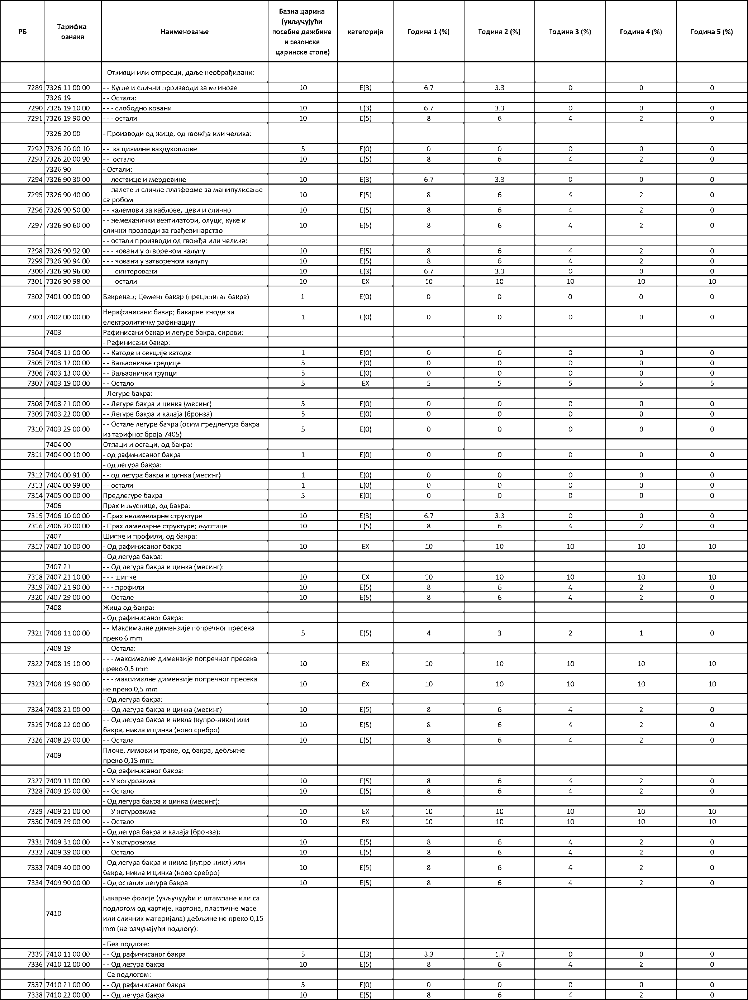 РБ Тарифна ознака Наименовање Базна царина (укључујући посебне дажбине и сезонске царинске стопе) категорија Година 1 (%) Година 2 (%) Година 3 (%) Година 4 (%) Година 5 (%)
- Откивци или отпресци, даље необрађивани:
7289 7326 11 00 00 - - Кугле и слични производи за млинове 10 E(3) 6.7 3.3 0 0 0
7326 19 - - Остали:
7290 7326 19 10 00 - - - слободно ковани 10 E(3) 6.7 3.3 0 0 0
7291 7326 19 90 00 - - - остали 10 E(5) 8 6 4 2 0
7326 20 00 - Производи од жице, од гвожђа или челика:
7292 7326 20 00 10 - - за цивилне ваздухоплове 5 E(0) 0 0 0 0 0
7293 7326 20 00 90 - - остало 10 E(5) 8 6 4 2 0
7326 90 - Остали:
7294 7326 90 30 00 - - лествице и мердевине 10 E(3) 6.7 3.3 0 0 0
7295 7326 90 40 00 - - палете и сличне платформе за манипулисање са робом 10 E(5) 8 6 4 2 0
7296 7326 90 50 00 - - калемови за каблове, цеви и слично 10 E(5) 8 6 4 2 0
7297 7326 90 60 00 - - немеханички вентилатори, олуци, куке и слични прозводи за грађевинарство 10 E(5) 8 6 4 2 0
- - остали производи од гвожђа или челика:
7298 7326 90 92 00 - - - ковани у отвореном калупу 10 E(5) 8 6 4 2 0
7299 7326 90 94 00 - - - ковани у затвореном калупу 10 E(5) 8 6 4 2 0
7300 7326 90 96 00 - - - синтеровани 10 E(3) 6.7 3.3 0 0 0
7301 7326 90 98 00 - - - остали 10 EX 10 10 10 10 10
7302 7401 00 00 00 Бакренац; Цемент бакар (преципитат бакра) 1 E(0) 0 0 0 0 0
7303 7402 00 00 00 Нерафинисани бакар; Бакарне аноде за електролитичку рафинацију 1 E(0) 0 0 0 0 0
7403 Рафинисани бакар и легуре бакра, сирови:
- Рафинисани бакар:
7304 7403 11 00 00 - - Катоде и секције катода 1 E(0) 0 0 0 0 0
7305 7403 12 00 00 - - Ваљаоничке гредице 5 E(0) 0 0 0 0 0
7306 7403 13 00 00 - - Ваљаонички трупци 5 E(0) 0 0 0 0 0
7307 7403 19 00 00 - - Остало 5 EX 5 5 5 5 5
- Легуре бакра:
7308 7403 21 00 00 - - Легуре бакра и цинка (месинг) 5 E(0) 0 0 0 0 0
7309 7403 22 00 00 - - Легуре бакра и калаја (бронза) 5 E(0) 0 0 0 0 0
7310 7403 29 00 00 - - Остале легуре бакра (осим предлегура бакра из тарифног броја 7405) 5 E(0) 0 0 0 0 0
7404 00 Отпаци и остаци, од бакра:
7311 7404 00 10 00 - од рафинисаног бакра 1 E(0) 0 0 0 0 0
- од легура бакра:
7312 7404 00 91 00 - - од легура бакра и цинка (месинг) 1 E(0) 0 0 0 0 0
7313 7404 00 99 00 - - остали 1 E(0) 0 0 0 0 0
7314 7405 00 00 00 Предлегуре бакра 5 E(0) 0 0 0 0 0
7406 Прах и љуспице, од бакра:
7315 7406 10 00 00 - Прах неламеларне структуре 10 E(3) 6.7 3.3 0 0 0
7316 7406 20 00 00 - Прах ламеларне структуре; љуспице 10 E(5) 8 6 4 2 0
7407 Шипке и профили, од бакра:
7317 7407 10 00 00 - Од рафинисаног бакра 10 EX 10 10 10 10 10
- Од легура бакра:
7407 21 - - Од легура бакра и цинка (месинг):
7318 7407 21 10 00 - - - шипке 10 EX 10 10 10 10 10
7319 7407 21 90 00 - - - профили 10 E(5) 8 6 4 2 0
7320 7407 29 00 00 - - Остале 10 E(5) 8 6 4 2 0
7408 Жица од бакра:
- Од рафинисаног бакра:
7321 7408 11 00 00 - - Максималне димензије попречног пресека преко 6 mm 5 E(5) 4 3 2 1 0
7408 19 - - Остала:
7322 7408 19 10 00 - - - максималне димензије попречног пресека преко 0,5 mm 10 EX 10 10 10 10 10
7323 7408 19 90 00 - - - максималне димензије попречног пресека не преко 0,5 mm 10 EX 10 10 10 10 10
- Од легура бакра:
7324 7408 21 00 00 - - Од легура бакра и цинка (месинг) 10 E(5) 8 6 4 2 0
7325 7408 22 00 00 - - Од легура бакра и никла (купро-никл) или бакра, никла и цинка (ново сребро) 10 E(5) 8 6 4 2 0
7326 7408 29 00 00 - - Остала 10 E(5) 8 6 4 2 0
7409 Плоче, лимови и траке, од бакра, дебљине преко 0,15 mm:
- Од рафинисаног бакра:
7327 7409 11 00 00 - - У котуровима 10 E(5) 8 6 4 2 0
7328 7409 19 00 00 - - Остало 10 E(5) 8 6 4 2 0
- Од легура бакра и цинка (месинг):
7329 7409 21 00 00 - - У котуровима 10 EX 10 10 10 10 10
7330 7409 29 00 00 - - Остало 10 EX 10 10 10 10 10
- Од легура бакра и калаја (бронза):
7331 7409 31 00 00 - - У котуровима 10 E(5) 8 6 4 2 0
7332 7409 39 00 00 - - Остало 10 E(5) 8 6 4 2 0
7333 7409 40 00 00 - Од легура бакра и никла (купро-никл) или бакра, никла и цинка (ново сребро) 10 E(5) 8 6 4 2 0
7334 7409 90 00 00 - Од осталих легура бакра 10 E(5) 8 6 4 2 0
7410 Бакарне фолије (укључујући и штампане или са подлогом од хартије, картона, пластичне масе или сличних материјала) дебљине не преко 0,15 mm (не рачунајући подлогу):
- Без подлоге:
7335 7410 11 00 00 - - Од рафинисаног бакра 5 E(3) 3.3 1.7 0 0 0
7336 7410 12 00 00 - - Од легура бакра 10 E(5) 8 6 4 2 0
- Са подлогом:
7337 7410 21 00 00 - - Од рафинисаног бакра 5 E(0) 0 0 0 0 0
7338 7410 22 00 00 - - Од легура бакра 10 E(5) 8 6 4 2 0